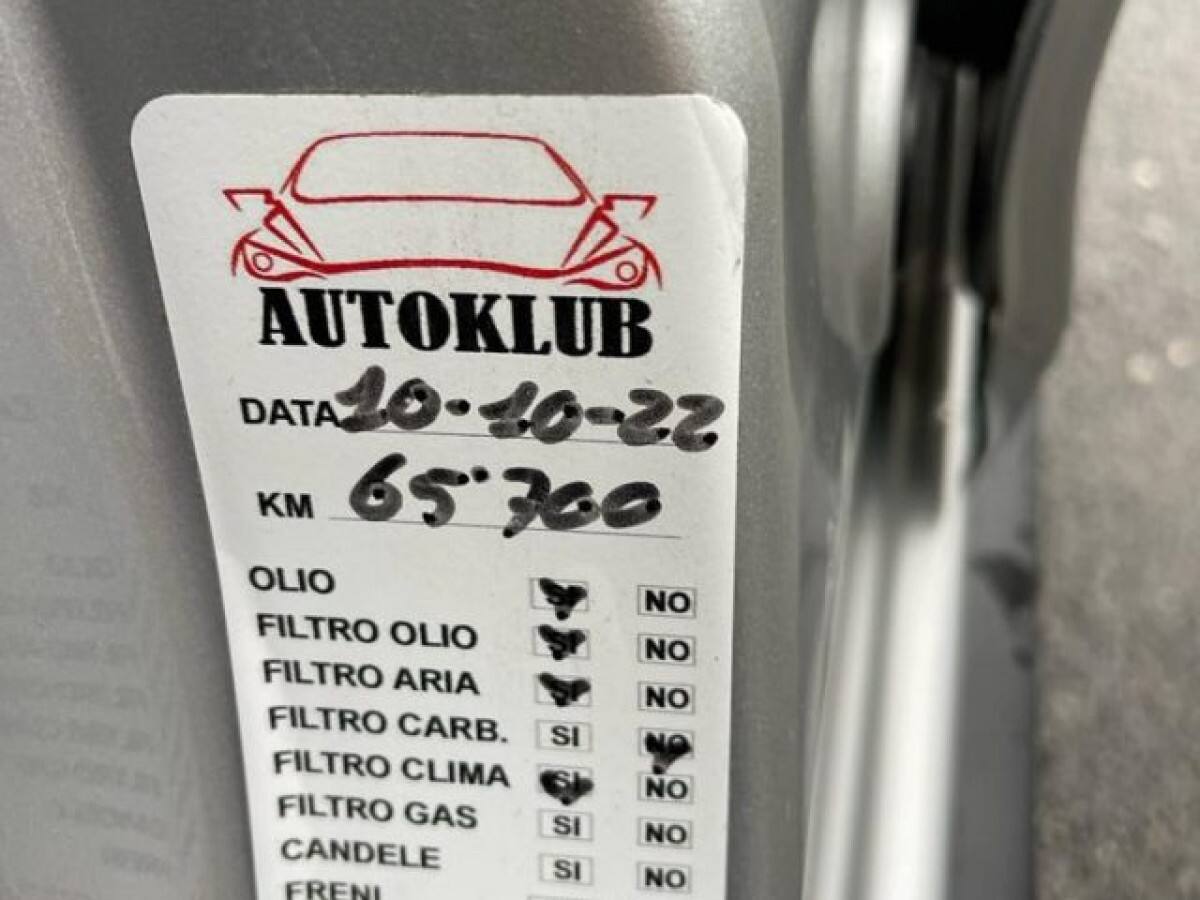 AUTOKLUB
DATA 10-10-22
KM 65'700
OLIO SI NO
FILTRO OLIO SI NO
FILTRO ARIA SI NO
FILTRO CARB. SI NO
FILTRO CLIMA SI NO
FILTRO GAS SI NO
CANDELE SI NO
FRENI